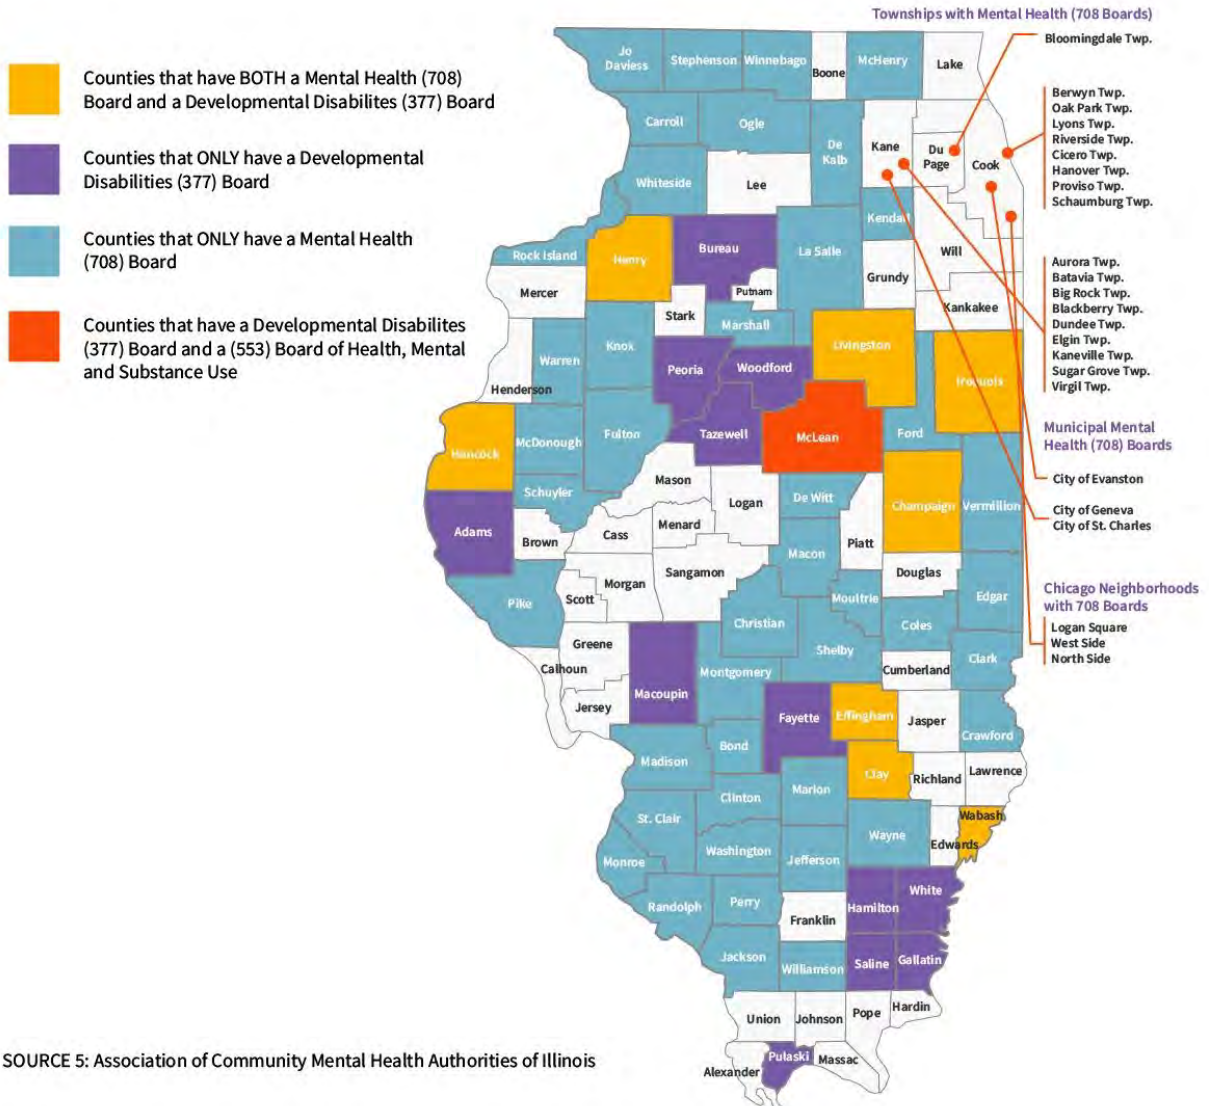 Townships with Mental Health (708 Boards)
Bloomingdale Twp.
Counties that have BOTH a Mental Health (708)
Board and a Developmental Disabilites (377) Board
Counties that ONLY have a Developmental
Disabilities (377) Board
Counties that ONLY have a Mental Health
(708) Board
Counties that have a Developmental Disabilites
(377) Board and a (553) Board of Health, Mental
and Substance Use
Berwyn Twp.
Oak Park Twp.
Lyons Twp.
Riverside Twp.
Cicero Twp.
Hanover Twp.
Proviso Twp.
Schaumburg Twp.
Aurora Twp.
Batavia Twp.
Big Rock Twp.
Blackberry Twp.
Dundee Twp.
Elgin Twp.
Kaneville Twp.
Sugar Grove Twp.
Virgil Twp.
Municipal Mental
Health (708) Boards
City of Evanston
City of Geneva
City of St. Charles
Chicago Neighborhoods
with 708 Boards
Logan Square
West Side
North Side
Jo
Daviess
Stephenson
Winnebago
Boone
McHenry
Lake
Carroll
Ogle
De
Kalb
Kane
Du
Page
Cook
Whiteside
Lee
Kendall
Rock Island
Henry
Bureau
La Salle
Will
Grundy
Mercer
Putnam
Kankakee
Stark
Marshall
Knox
Warren
Henderson
Peoria
Woodford
Livingston
Iroquois
Hancock
McDonough
Fulton
Tazewell
McLean
Ford
Mason
Logan
De Witt
Champaign
Vermillion
Schuyler
Adams
Brown
Cass
Menard
Piatt
Macon
Douglas
Pike
Scott
Morgan
Sangamon
Moultrie
Edgar
Christian
Coles
Greene
Calhoun
Jersey
Macoupin
Montgomery
Shelby
Cumberland
Clark
Fayette
Effingham
Jasper
Crawford
Madison
Bond
Marion
Clay
Richland
Lawrence
Clinton
St. Clair
Wabash
Wayne
Edwards
Washington
Monroe
Jefferson
White
Randolph
Perry
Hamilton
Franklin
Jackson
Williamson
Saline
Gallatin
Union
Johnson
Pope
Hardin
Alexander
Pulaski
Massac
SOURCE 5: Association of Community Mental Health Authorities of Illinois